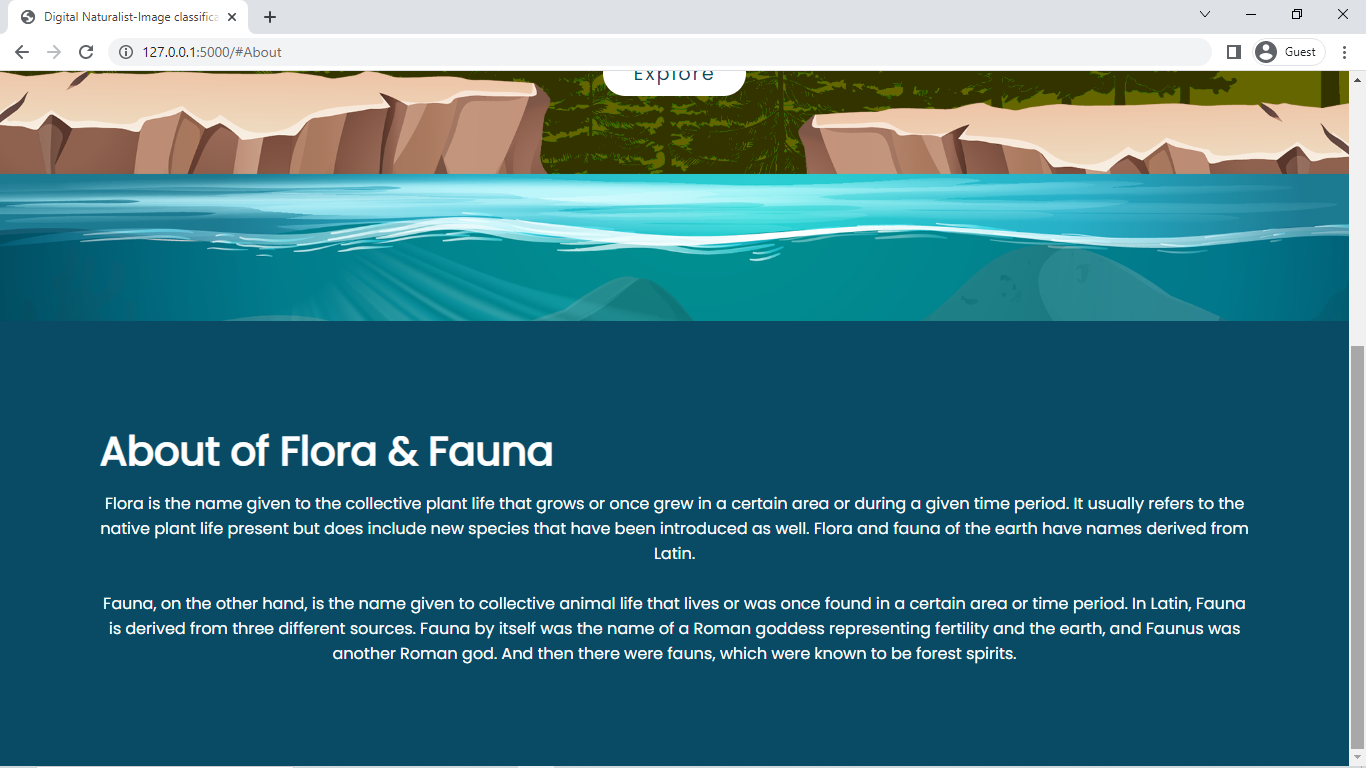 Digital Naturalist-Image classifica
127.0.0.1:5000/#About
Guest
Explore
About of Flora & Fauna
Flora is the name given to the collective plant life that grows or once grew in a certain area or during a given time period. It usually refers to the
native plant life present but does include new species that have been introduced as well. Flora and fauna of the earth have names derived from
Latin.
Fauna, on the other hand, is the name given to collective animal life that lives or was once found in a certain area or time period. In Latin, Fauna
is derived from three different sources. Fauna by itself was the name of a Roman goddess representing fertility and the earth, and Faunus was
another Roman god. And then there were fauns, which were known to be forest spirits.